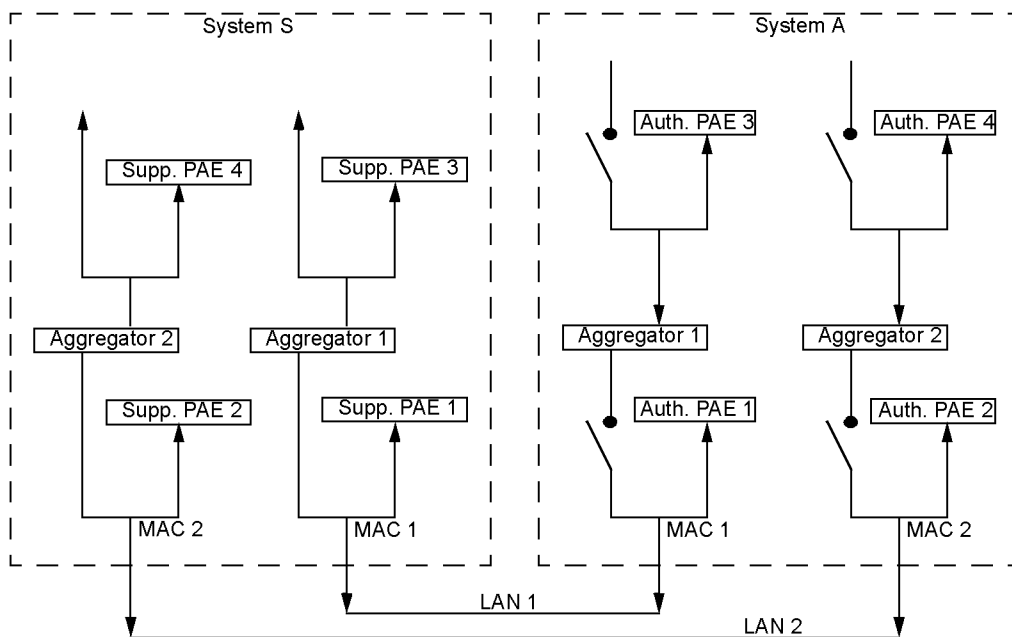 System S
System A
Auth. PAE 3
Auth. PAE 4
Supp. PAE 4
Supp. PAE 3
Aggregator 2
Aggregator 1
Aggregator 1
Aggregator 2
Supp. PAE 2
Supp. PAE 1
Auth. PAE 1
Auth. PAE 2
MAC 2
MAC 1
MAC 1
MAC 2
LAN 1
LAN 2